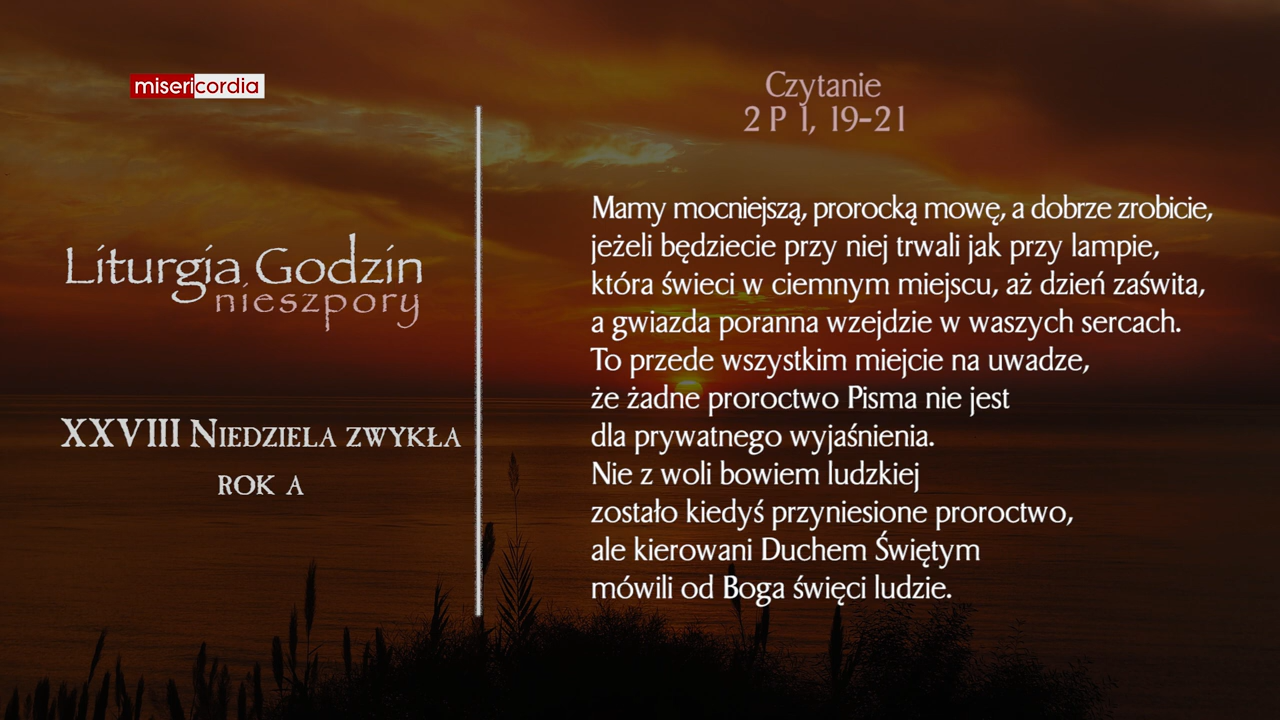 misericordia
Liturgia Godzin
nieszpory
XXVIII Niedziela zwykła
rok A
Czytanie
2 P 1, 19-21
Mamy mocniejszą, prorocką mowę, a dobrze zrobicie,
jeżeli będziecie przy niej trwali jak przy lampie,
która świeci w ciemnym miejscu, aż dzień zaświta,
a gwiazda poranna wzejdzie w waszych sercach.
To przede wszystkim miejcie na uwadze,
że żadne proroctwo Pisma nie jest
dla prywatnego wyjaśnienia.
Nie z woli bowiem ludzkiej
zostało kiedyś przyniesione proroctwo,
ale kierowani Duchem Świętym
mówili od Boga święci ludzie.